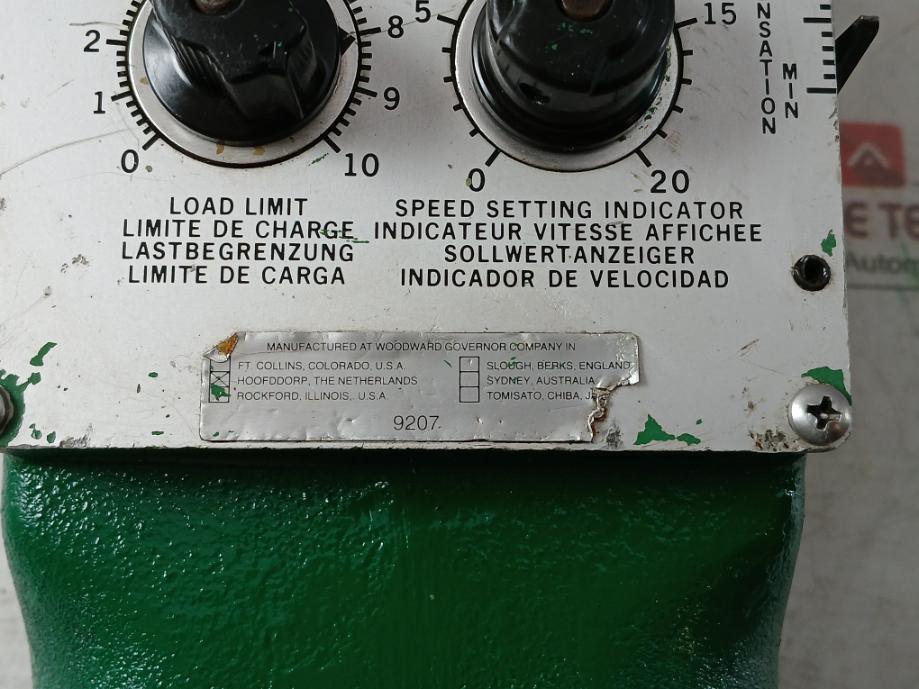 2
8
1
9
0
10
5
15
0
20
NSATION
MIN
LOAD LIMIT
LIMITE DE CHARGE
LASTBEGRENZUNG
LIMITE DE CARGA
SPEED SETTING INDICATOR
INDICATEUR VITESSE AFFICHEE
SOLLWERTANZEIGER
INDICADOR DE VELOCIDAD
MANUFACTURED AT WOODWARD GOVERNOR COMPANY IN
FT. COLLINS, COLORADO, U.S.A.
HOOFDDORP, THE NETHERLANDS
ROCKFORD, ILLINOIS, U.S.A.
SLOUGH, BERKS, ENGLAND
SYDNEY, AUSTRALIA
TOMISATO, CHIBA, J
9207
E TE
Autom